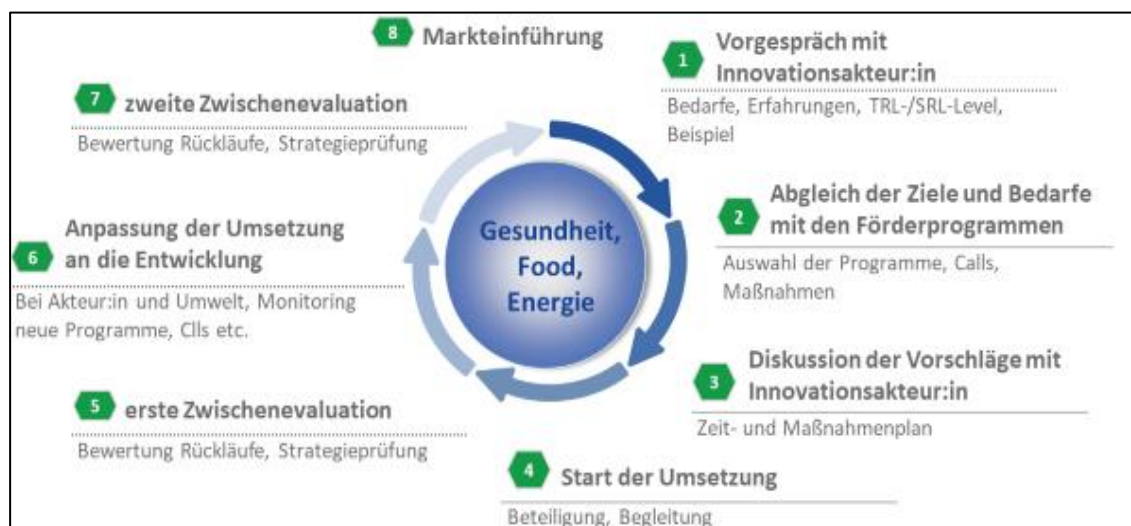 8 Markteinführung
1 Vorgespräch mit
Innovationsakteur:in
Bedarfe, Erfahrungen, TRL-/SRL-Level,
Beispiel
2 Abgleich der Ziele und Bedarfe
mit den Förderprogrammen
Auswahl der Programme, Calls,
Maßnahmen
3 Diskussion der Vorschläge mit
Innovationsakteur:in
Zeit- und Maßnahmenplan
4 Start der Umsetzung
Beteiligung, Begleitung
5 erste Zwischenevaluation
Bewertung Rückläufe, Strategieprüfung
6 Anpassung der Umsetzung
an die Entwicklung
Bei Akteur:in und Umwelt, Monitoring
neue Programme, Clls etc.
7 zweite Zwischenevaluation
Bewertung Rückläufe, Strategieprüfung
Gesundheit,
Food,
Energie